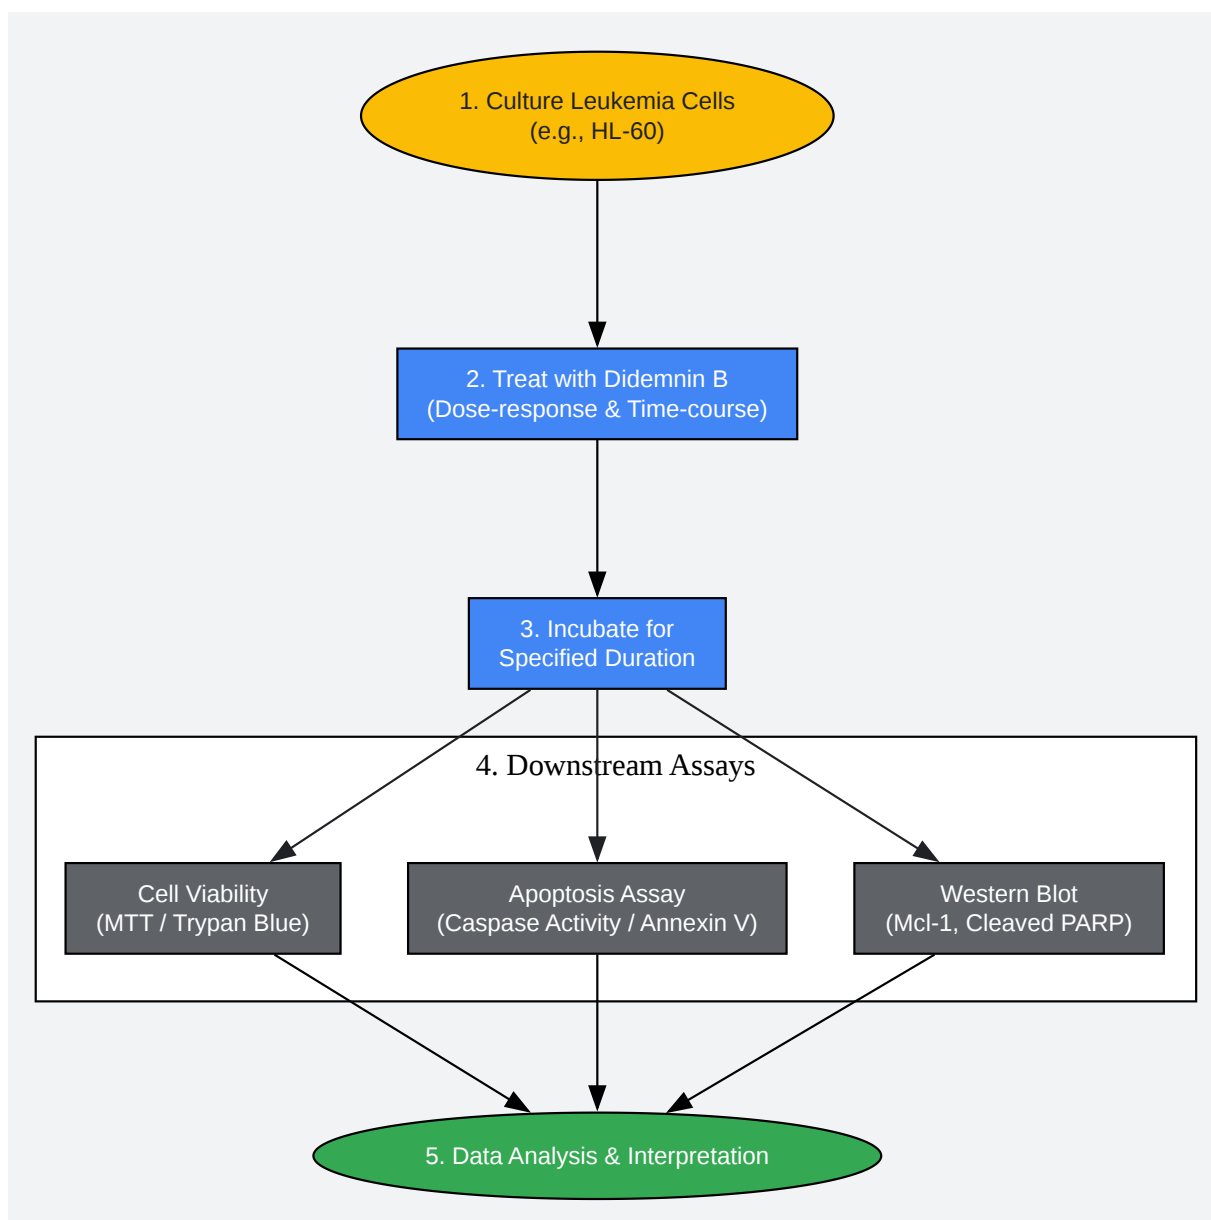 1. Culture Leukemia Cells
(e.g., HL-60)
2. Treat with Didemnin B
(Dose-response & Time-course)
3. Incubate for
Specified Duration
4. Downstream Assays
Cell Viability
(MTT / Trypan Blue)
Apoptosis Assay
(Caspase Activity / Annexin V)
Western Blot
(Mcl-1, Cleaved PARP)
5. Data Analysis & Interpretation